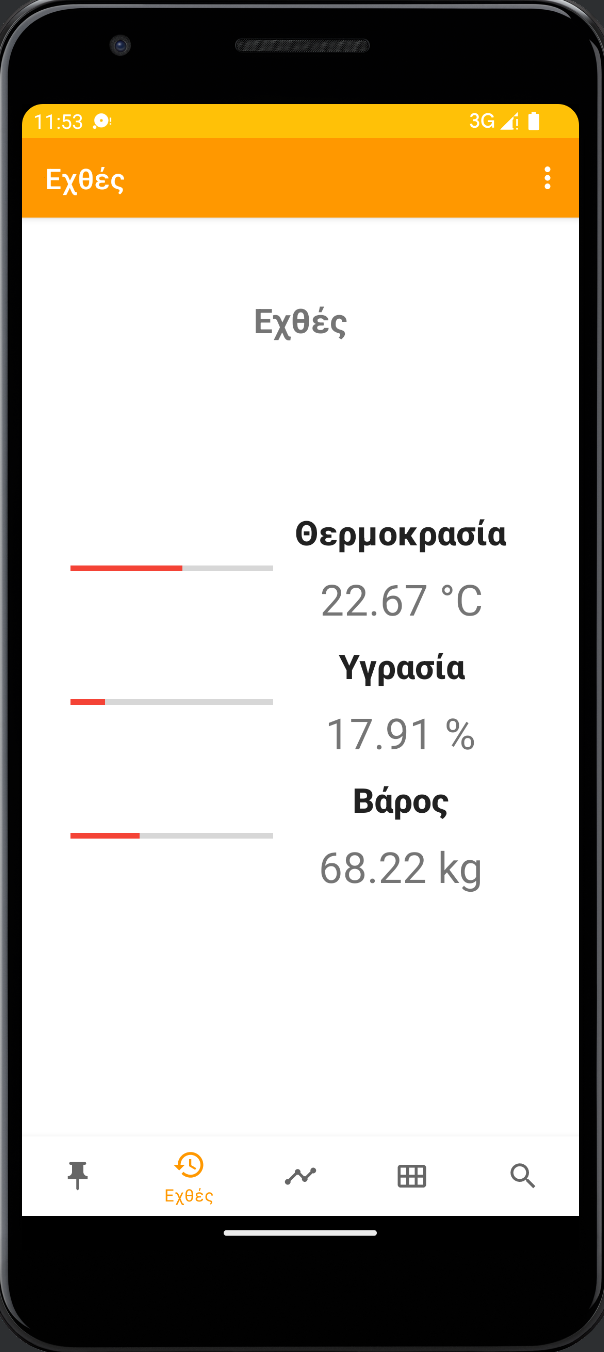 11:53
3G
Εχθές
Εχθές
Θερμοκρασία
22.67 °C
Υγρασία
17.91 %
Βάρος
68.22 kg
Εχθές